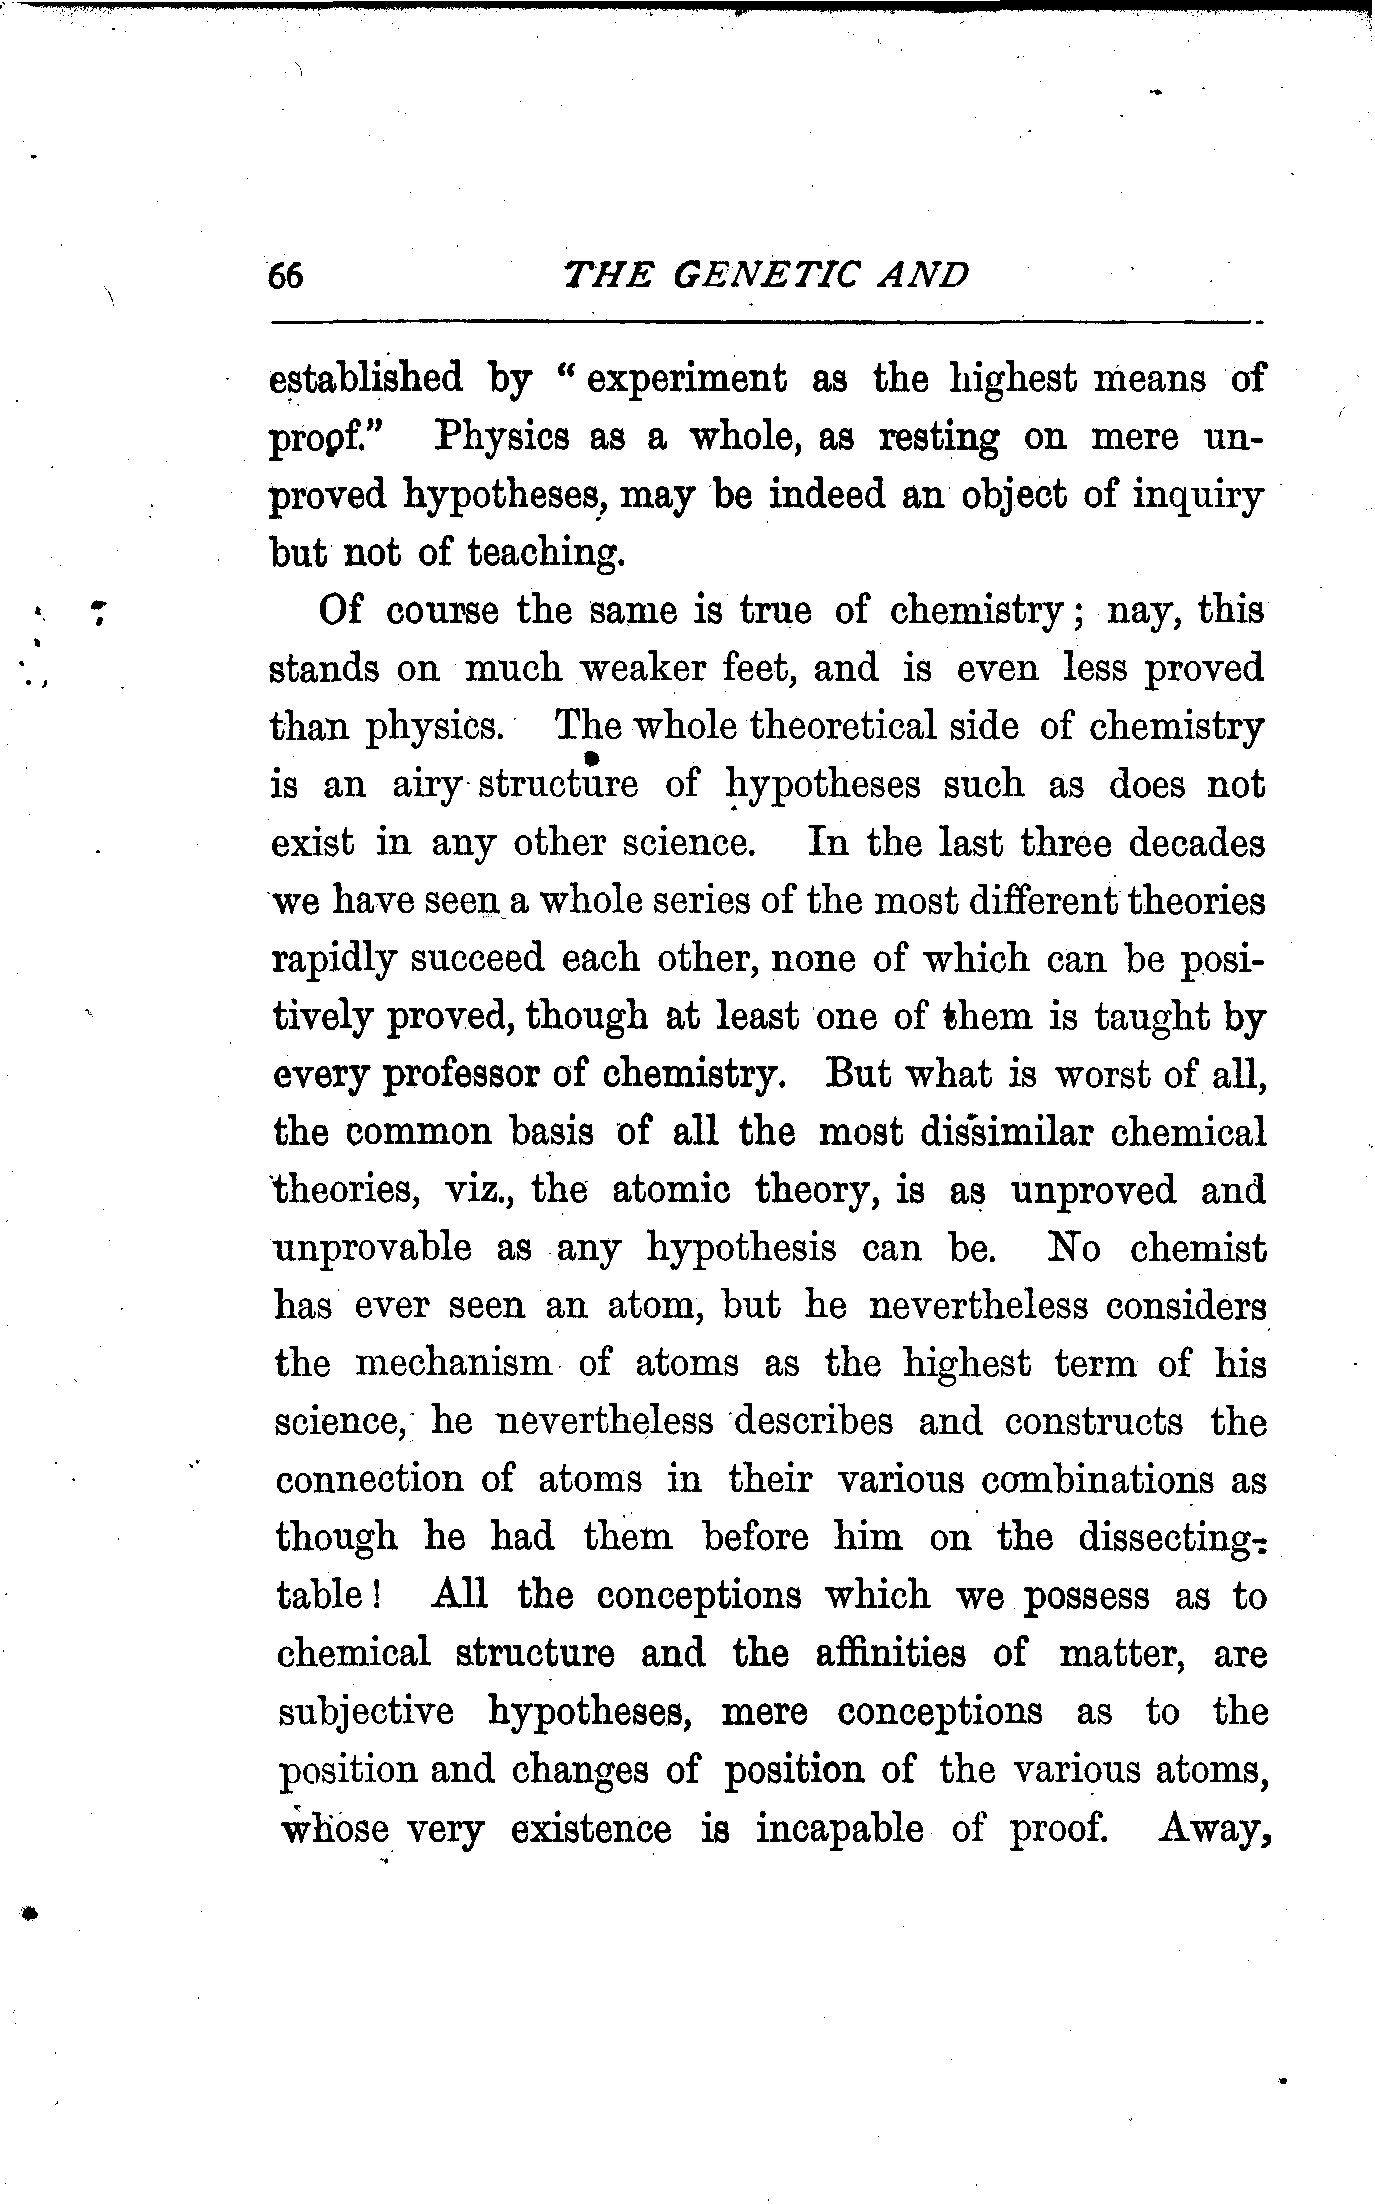 66 THE GENETIC AND
established by “ experiment as the highest means of
proof.” Physics as a whole, as resting on mere un-
proved hypotheses, may be indeed an object of inquiry
but not of teaching.
Of course the same is true of chemistry ; nay, this
stands on much weaker feet, and is even less proved
than physics. The whole theoretical side of chemistry
is an airy structure of hypotheses such as does not
exist in any other science. In the last three decades
we have seen a whole series of the most different theories
rapidly succeed each other, none of which can be posi-
tively proved, though at least one of them is taught by
every professor of chemistry. But what is worst of all,
the common basis of all the most dissimilar chemical
theories, viz., the atomic theory, is as unproved and
unprovable as any hypothesis can be. No chemist
has ever seen an atom, but he nevertheless considers
the mechanism of atoms as the highest term of his
science, he nevertheless describes and constructs the
connection of atoms in their various combinations as
though he had them before him on the dissecting-
table ! All the conceptions which we possess as to
chemical structure and the affinities of matter, are
subjective hypotheses, mere conceptions as to the
position and changes of position of the various atoms,
whose very existence is incapable of proof. Away,